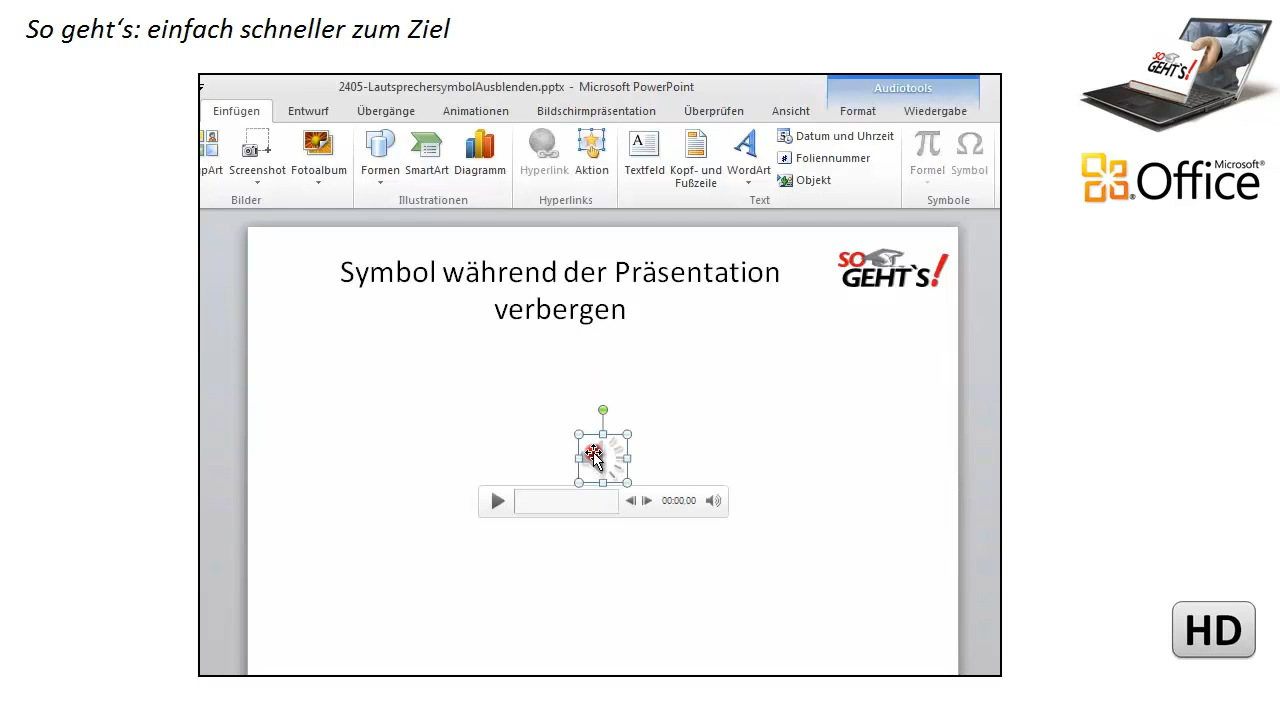 So geht‘s: einfach schneller zum Ziel
SO
GEHT'S!
Microsoft®
Office
2405-LautsprechersymbolAusblenden.pptx - Microsoft PowerPoint
Audiotools
Einfügen Entwurf Übergänge Animationen Bildschirmpräsentation Überprüfen Ansicht Format Wiedergabe
pArt Screenshot Fotoalbum Formen SmartArt Diagramm Hyperlink Aktion Textfeld Kopf- und Fußzeile WordArt
Datum und Uhrzeit
Foliennummer
Objekt
Formel Symbol
Bilder Illustrationen Hyperlinks Text Symbole
Symbol während der Präsentation
verbergen
SO
GEHT`S!
00:00,00
HD